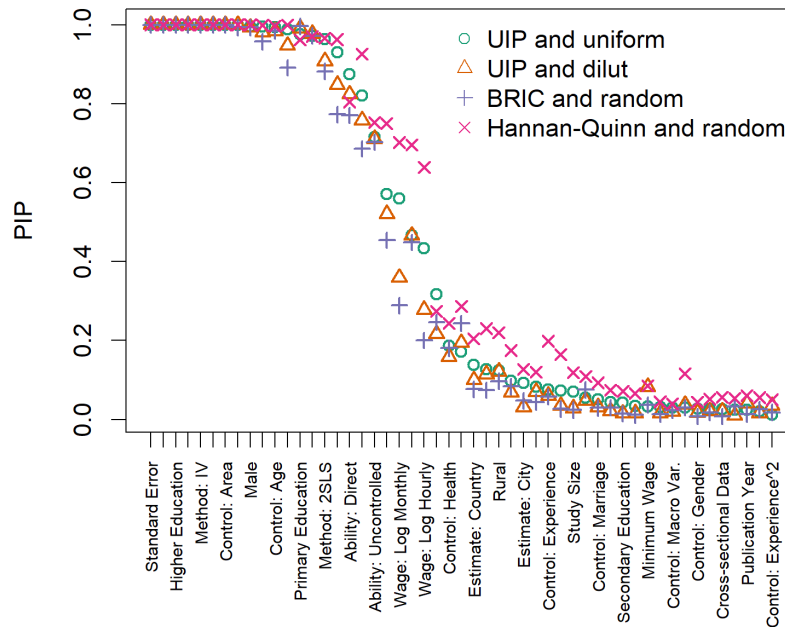 UIP and uniform
UIP and dilut
BRIC and random
Hannan-Quinn and random
PIP
1.0
0.8
0.6
0.4
0.2
0.0
Standard Error
Higher Education
Method: IV
Control: Area
Male
Control: Age
Primary Education
Method: 2SLS
Ability: Direct
Ability: Uncontrolled
Wage: Log Monthly
Wage: Log Hourly
Control: Health
Estimate: Country
Rural
Estimate: City
Control: Experience
Study Size
Control: Marriage
Secondary Education
Minimum Wage
Control: Macro Var.
Control: Gender
Cross-sectional Data
Publication Year
Control: Experience^2